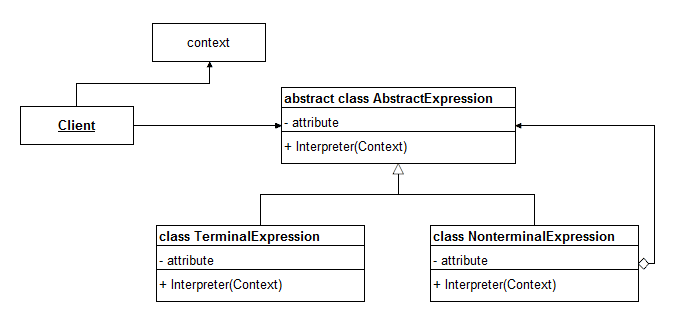 context
Client
abstract class AbstractExpression
- attribute
+ Interpreter(Context)
class TerminalExpression
- attribute
+ Interpreter(Context)
class NonterminalExpression
- attribute
+ Interpreter(Context)